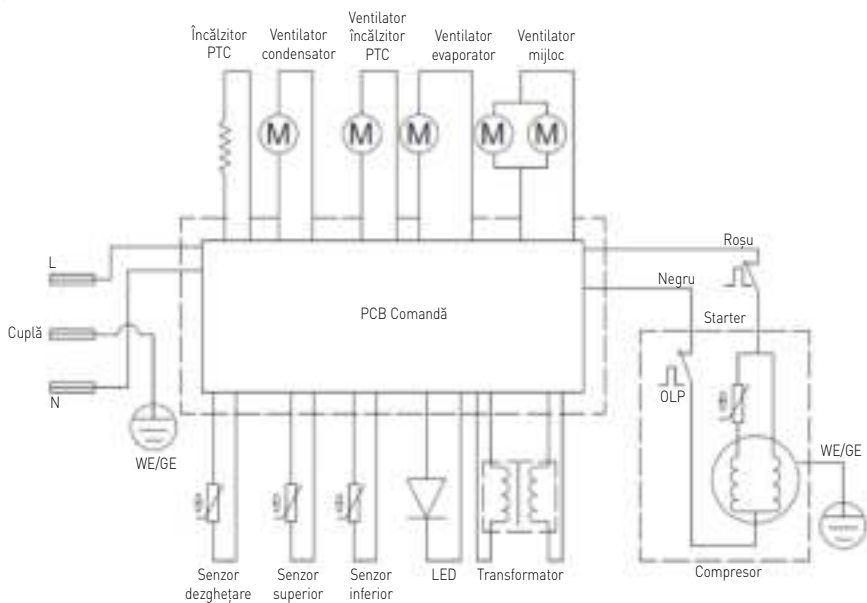 Încălzitor
PTC
Ventilator
condensator
Ventilator
încălzitor
PTC
Ventilator
evaporator
Ventilator
mijloc
M
M
M
M
M
L
Cuplă
N
WE/GE
PCB Comandă
Roșu
Negru
Starter
OLP
WE/GE
Compresor
Senzor
dezghețare
Senzor
superior
Senzor
inferior
LED
Transformator